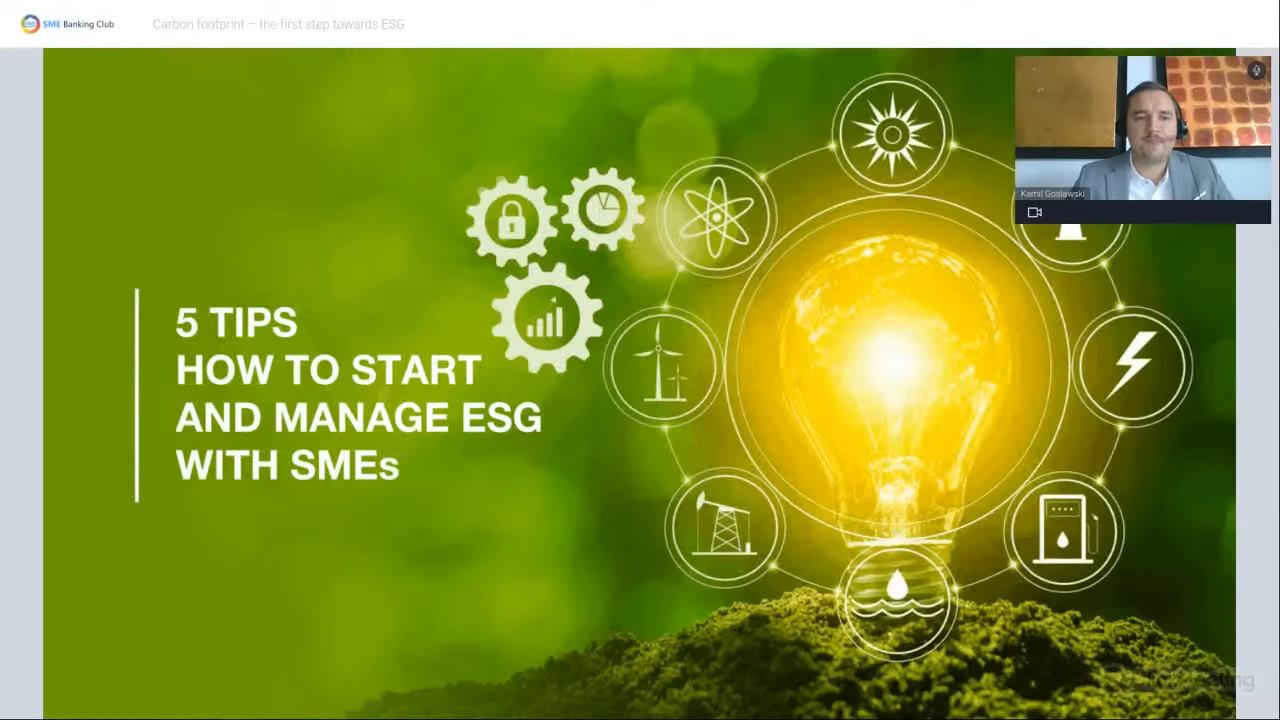 SME Banking Club
Carbon footprint – the first step towards ESG
Kamil Gosławski
5 TIPS
HOW TO START
AND MANAGE ESG
WITH SMEs